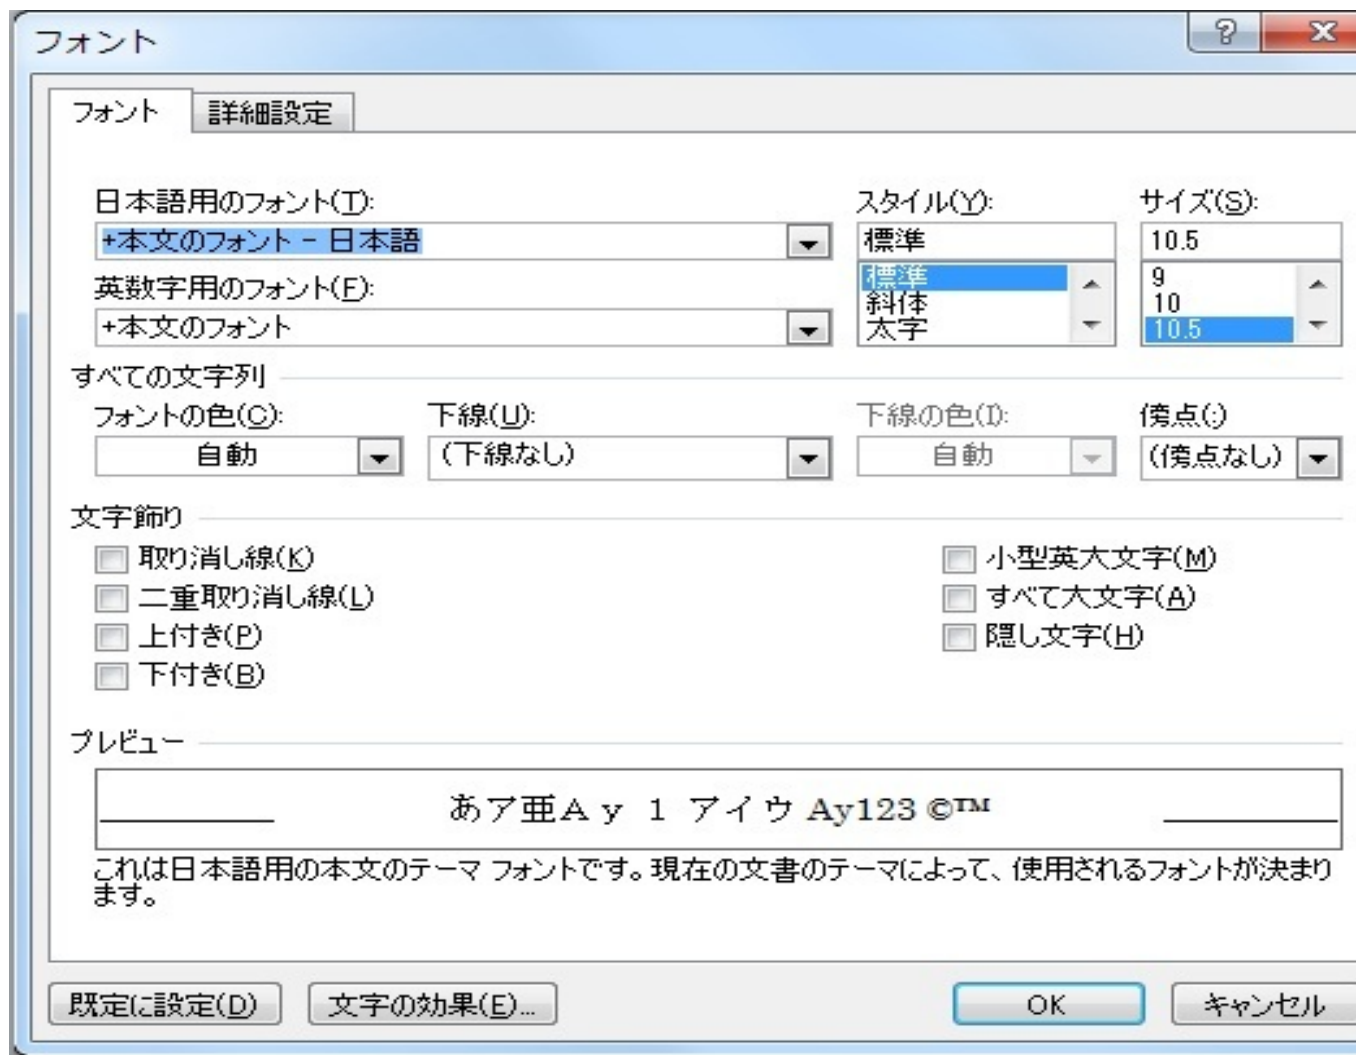 フォント
フォント 詳細設定
日本語用のフォント(T): スタイル(Y): サイズ(S):
+本文のフォント - 日本語 標準 10.5
標準 9
英数字用のフォント(F): 斜体 10
+本文のフォント 太字 10.5
すべての文字列
フォントの色(C): 下線(U): 下線の色(I): 傍点(:)
自動 (下線なし) 自動 (傍点なし)
文字飾り
取り消し線(K) 小型英大文字(M)
二重取り消し線(L) すべて大文字(A)
上付き(P) 隠し文字(H)
下付き(B)
プレビュー
あア亜Ａｙ １ アイウ Ay123 ©™
これは日本語用の本文のテーマ フォントです。現在の文書のテーマによって、使用されるフォントが決まり
ます。
既定に設定(D) 文字の効果(E)... OK キャンセル